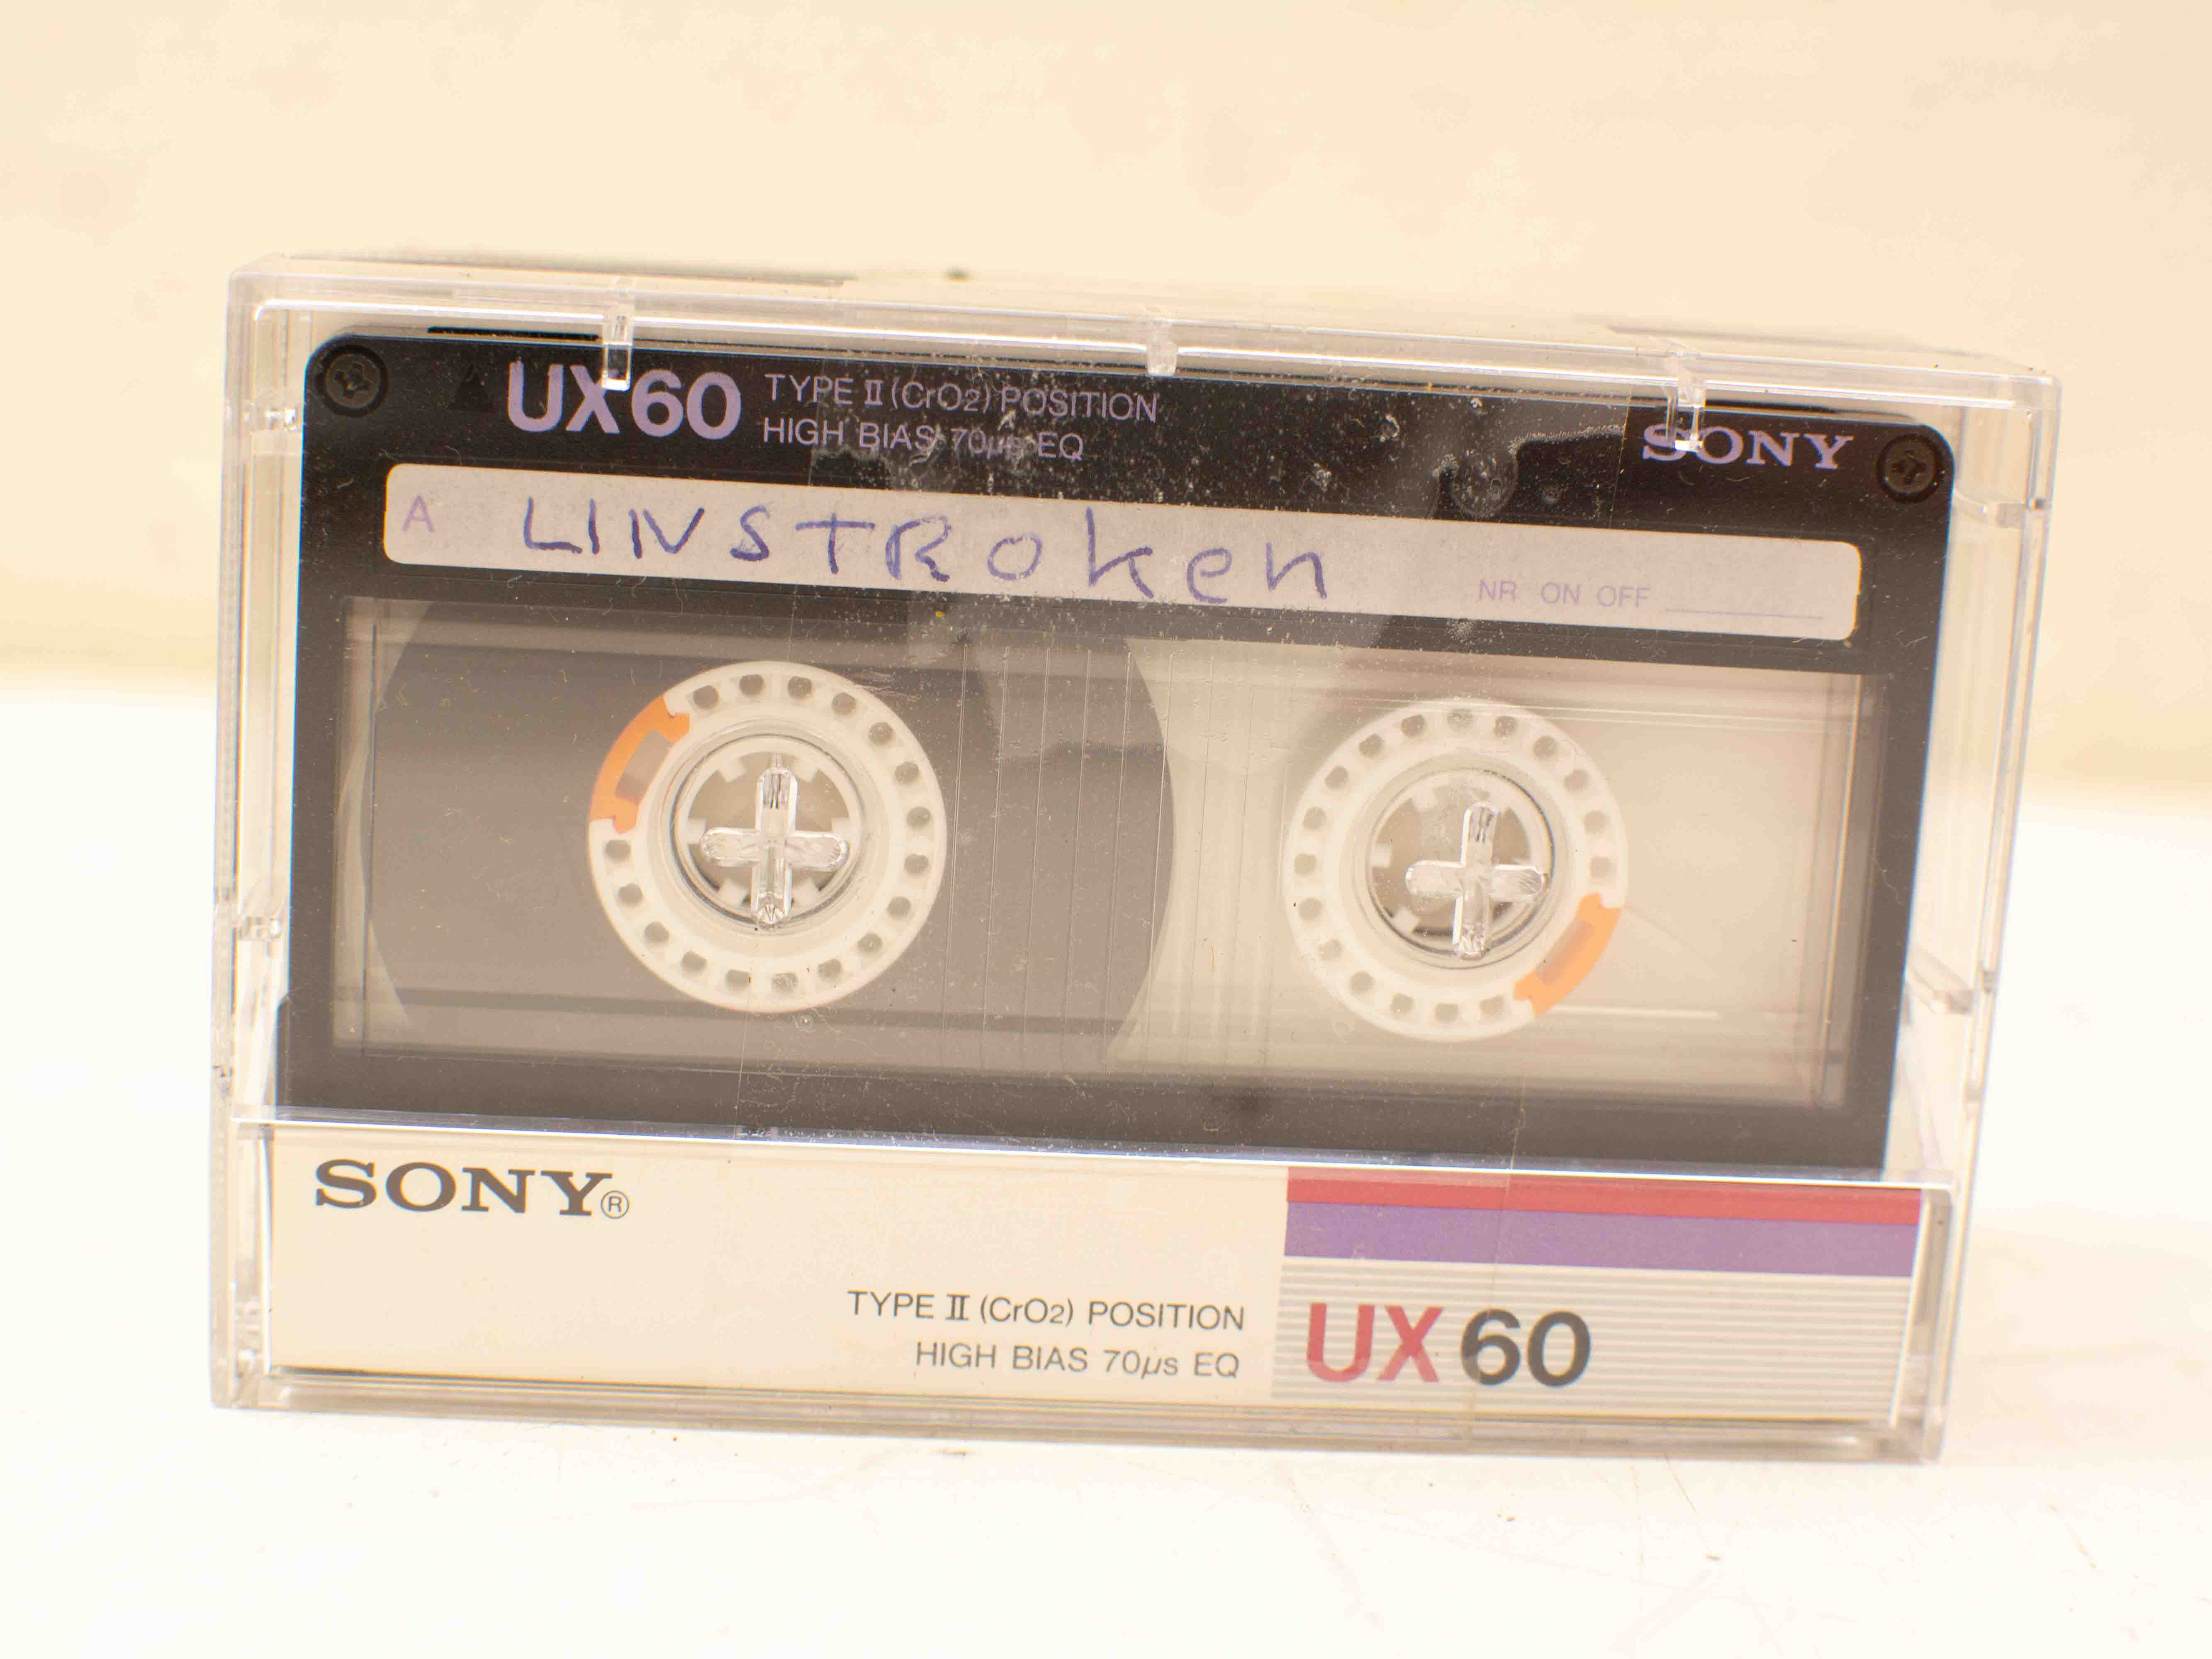 UX60 TYPE II (CrO2) POSITION
HIGH BIAS 70µs EQ
SONY
A LINSTROken
NR ON OFF
SONY®
TYPE II (CrO2) POSITION
HIGH BIAS 70µs EQ
UX 60